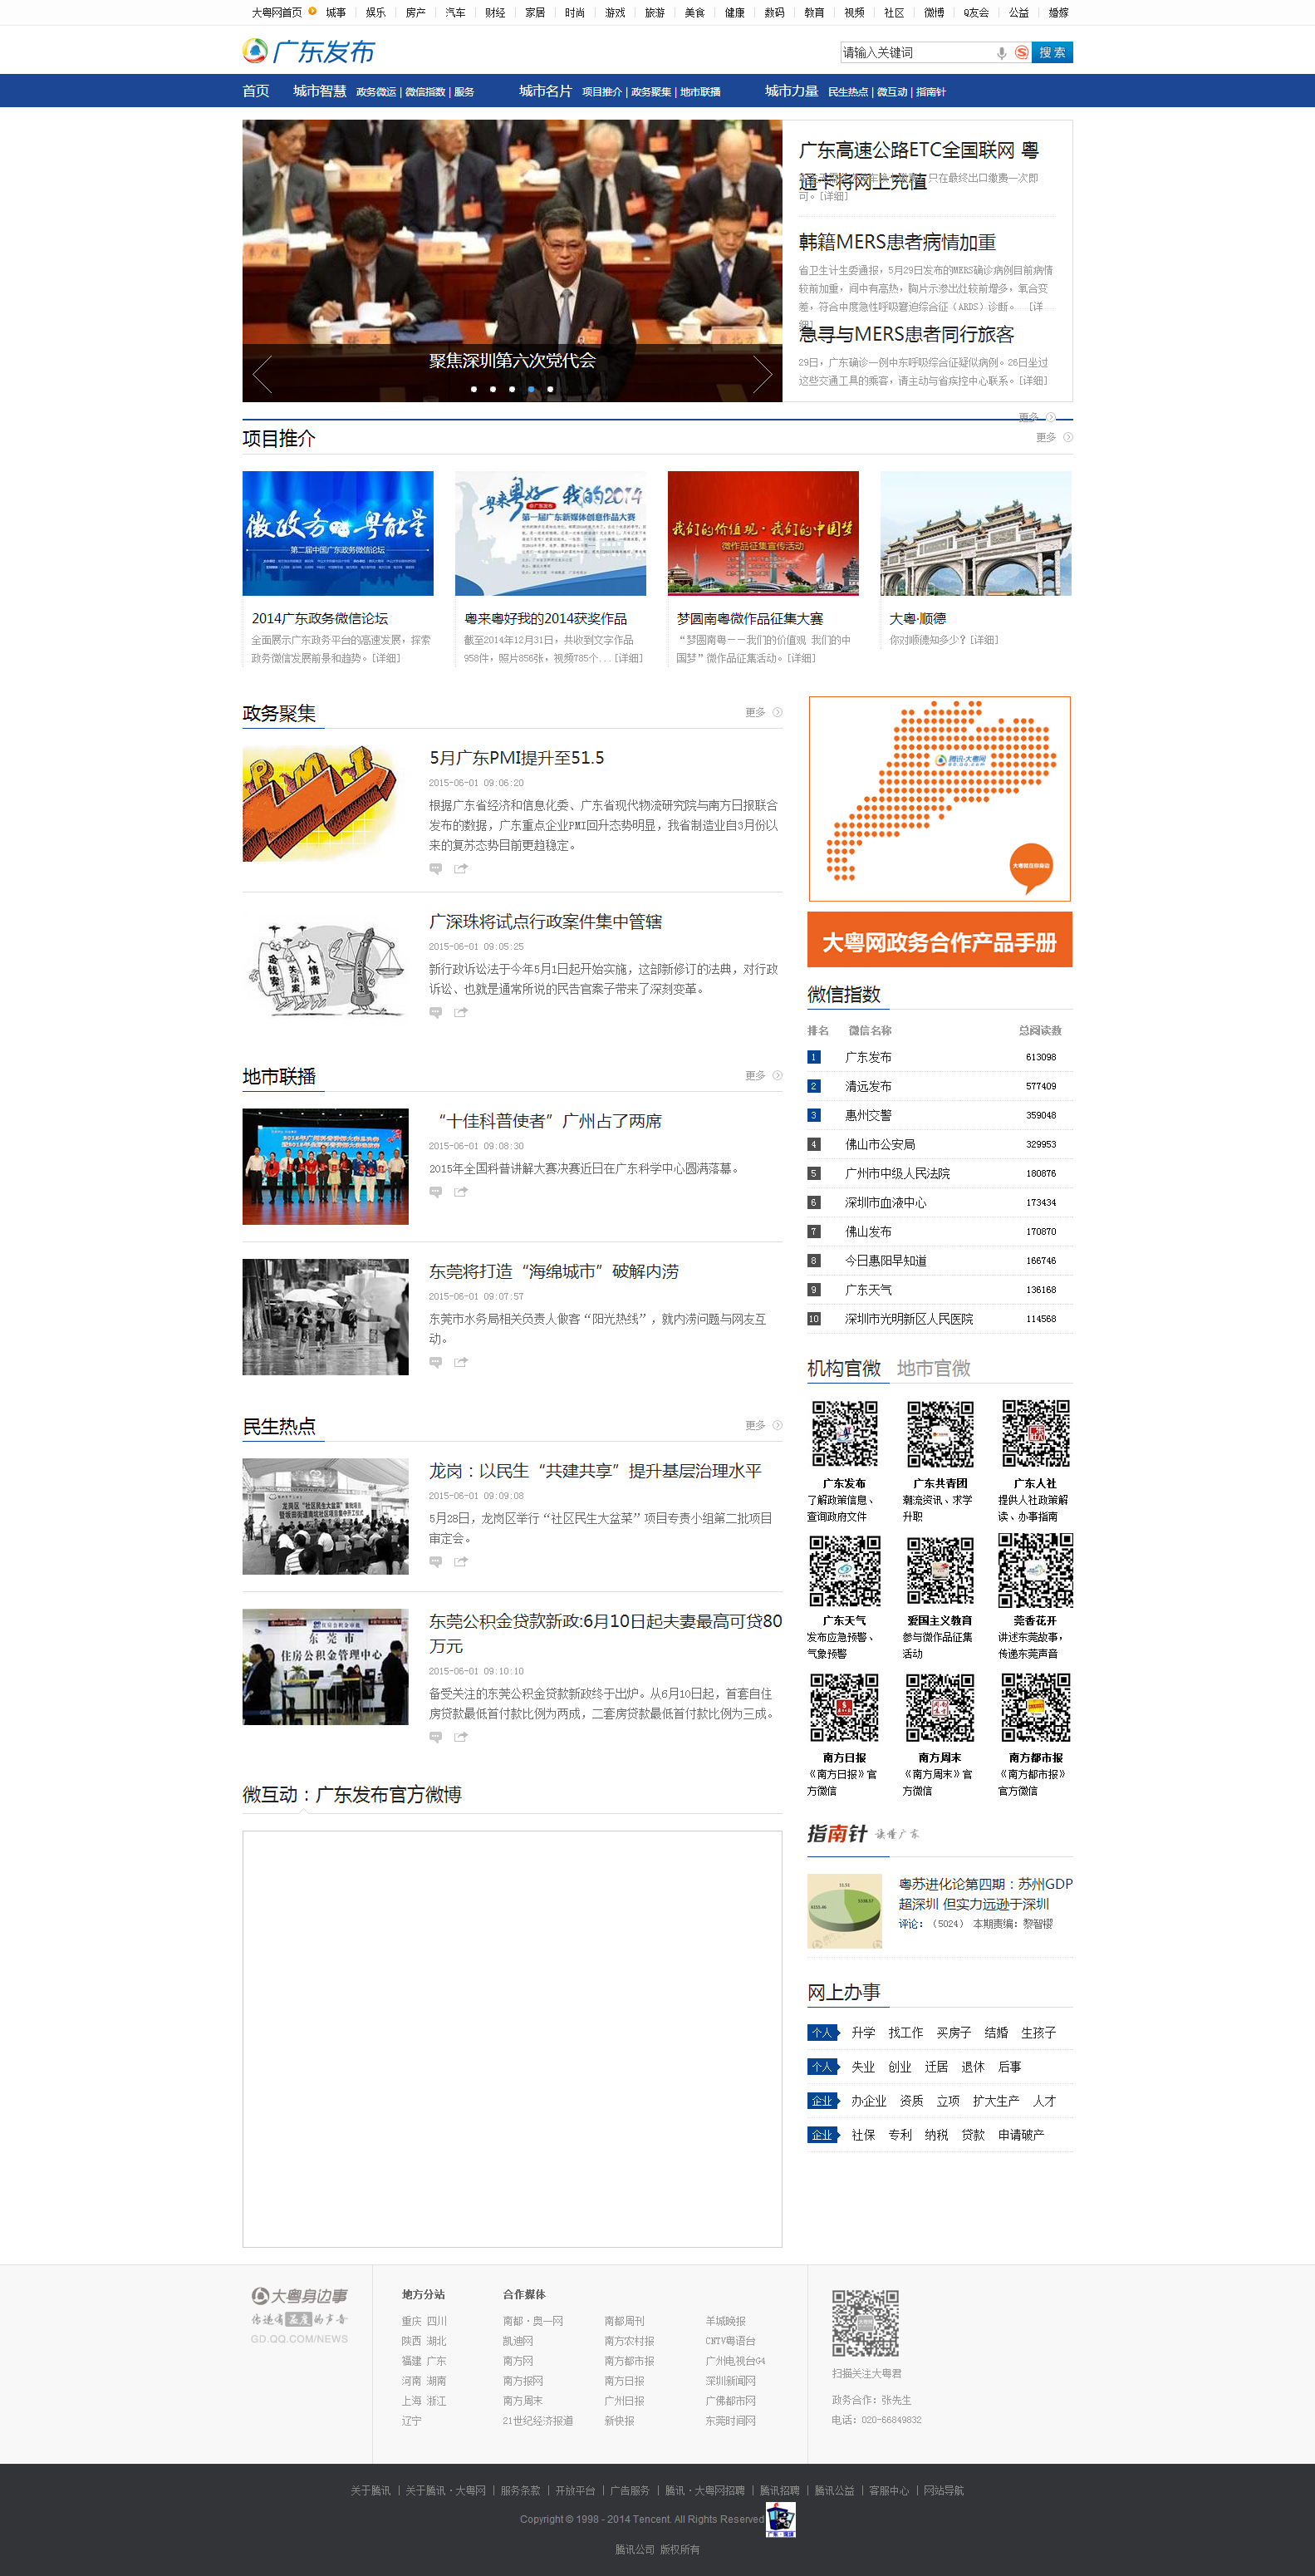 大粤网首页 城事 娱乐 房产 汽车 财经 家居 时尚 游戏 旅游 美食 健康 数码 教育 视频 社区 微博 Q友会 公益 婚嫁
广东发布
请输入关键词
搜 索
首页 城市智慧 政务微运 | 微信指数 | 服务 城市名片 项目推介 | 政务聚集 | 地市联播 城市力量 民生热点 | 微互动 | 指南针
聚焦深圳第六次党代会
广东高速公路ETC全国联网 粤
通卡将网上充值
只在最终出口缴费一次即
可。[详细]
韩籍MERS患者病情加重
省卫生计生委通报，5月29日发布的MERS确诊病例目前病情
较前加重，间中有高热，胸片示渗出灶较前增多，氧合变
差，符合中度急性呼吸窘迫综合征（ARDS）诊断。 [详
细]
急寻与MERS患者同行旅客
29日，广东确诊一例中东呼吸综合征疑似病例。26日坐过
这些交通工具的乘客，请主动与省疾控中心联系。[详细]
更多
项目推介
更多
微政务 粤能量
第二届中国广东政务微信论坛
粤来粤好 我的2014
第一届广东新媒体创意作品大赛
我们的价值观·我们的中国梦
微作品征集宣传活动
2014广东政务微信论坛
全面展示广东政务平台的高速发展，探索
政务微信发展前景和趋势。[详细]
粤来粤好我的2014获奖作品
截至2014年12月31日，共收到文字作品
958件，照片856张，视频785个...[详细]
梦圆南粤微作品征集大赛
“梦圆南粤——我们的价值观 我们的中
国梦”微作品征集活动。[详细]
大粤·顺德
你对顺德知多少？[详细]
政务聚集
更多
PMI
5月广东PMI提升至51.5
2015-06-01 09:06:20
根据广东省经济和信息化委、广东省现代物流研究院与南方日报联合
发布的数据，广东重点企业PMI回升态势明显，我省制造业自3月份以
来的复苏态势目前更趋稳定。
金钱案
关系案
人情案
广深珠将试点行政案件集中管辖
2015-06-01 09:05:25
新行政诉讼法于今年5月1日起开始实施，这部新修订的法典，对行政
诉讼、也就是通常所说的民告官案子带来了深刻变革。
地市联播
更多
“十佳科普使者”广州占了两席
2015-06-01 09:08:30
2015年全国科普讲解大赛决赛近日在广东科学中心圆满落幕。
东莞将打造“海绵城市”破解内涝
2015-06-01 09:07:57
东莞市水务局相关负责人做客“阳光热线”，就内涝问题与网友互
动。
民生热点
更多
龙岗：以民生“共建共享”提升基层治理水平
2015-06-01 09:09:08
5月28日，龙岗区举行“社区民生大盆菜”项目专责小组第二批项目
审定会。
东莞市
住房公积金管理中心
东莞公积金贷款新政:6月10日起夫妻最高可贷80
万元
2015-06-01 09:10:10
备受关注的东莞公积金贷款新政终于出炉。从6月10日起，首套自住
房贷款最低首付款比例为两成，二套房贷款最低首付款比例为三成。
微互动：广东发布官方微博
腾讯·大粤网
大粤网政务合作产品手册
微信指数
排名 微信名称 总阅读数
1 广东发布 613098
2 清远发布 577409
3 惠州交警 359048
4 佛山市公安局 329953
5 广州市中级人民法院 180876
6 深圳市血液中心 173434
7 佛山发布 170870
8 今日惠阳早知道 166746
9 广东天气 136168
10 深圳市光明新区人民医院 114568
机构官微 地市官微
广东发布 广东共青团 广东人社
了解政策信息、 潮流资讯、求学 提供人社政策解
查询政府文件 升职 读、办事指南
广东天气 爱国主义教育 莞香花开
发布应急预警、 参与微作品征集 讲述东莞故事，
气象预警 活动 传递东莞声音
南方日报 南方周末 南方都市报
《南方日报》官 《南方周末》官 《南方都市报》
方微信 方微信 官方微信
指南针 读懂广东
粤苏进化论第四期：苏州GDP
超深圳 但实力远逊于深圳
评论: （5024） 本期责编: 黎智稷
网上办事
个人 升学 找工作 买房子 结婚 生孩子
个人 失业 创业 迁居 退休 后事
企业 办企业 资质 立项 扩大生产 人才
企业 社保 专利 纳税 贷款 申请破产
大粤身边事
传递有温度的声音
GD.QQ.COM/NEWS
地方分站 合作媒体
重庆 四川 南都·奥一网 南都周刊 羊城晚报
陕西 湖北 凯迪网 南方农村报 CNTV粤语台
福建 广东 南方网 南方都市报 广州电视台G4
河南 湖南 南方报网 南方日报 深圳新闻网
上海 浙江 南方周末 广州日报 广佛都市网
辽宁 21世纪经济报道 新快报 东莞时间网
扫描关注大粤君
政务合作: 张先生
电话: 020-66849832
关于腾讯 | 关于腾讯·大粤网 | 服务条款 | 开放平台 | 广告服务 | 腾讯·大粤网招聘 | 腾讯招聘 | 腾讯公益 | 客服中心 | 网站导航
Copyright © 1998 - 2014 Tencent. All Rights Reserved
腾讯公司 版权所有